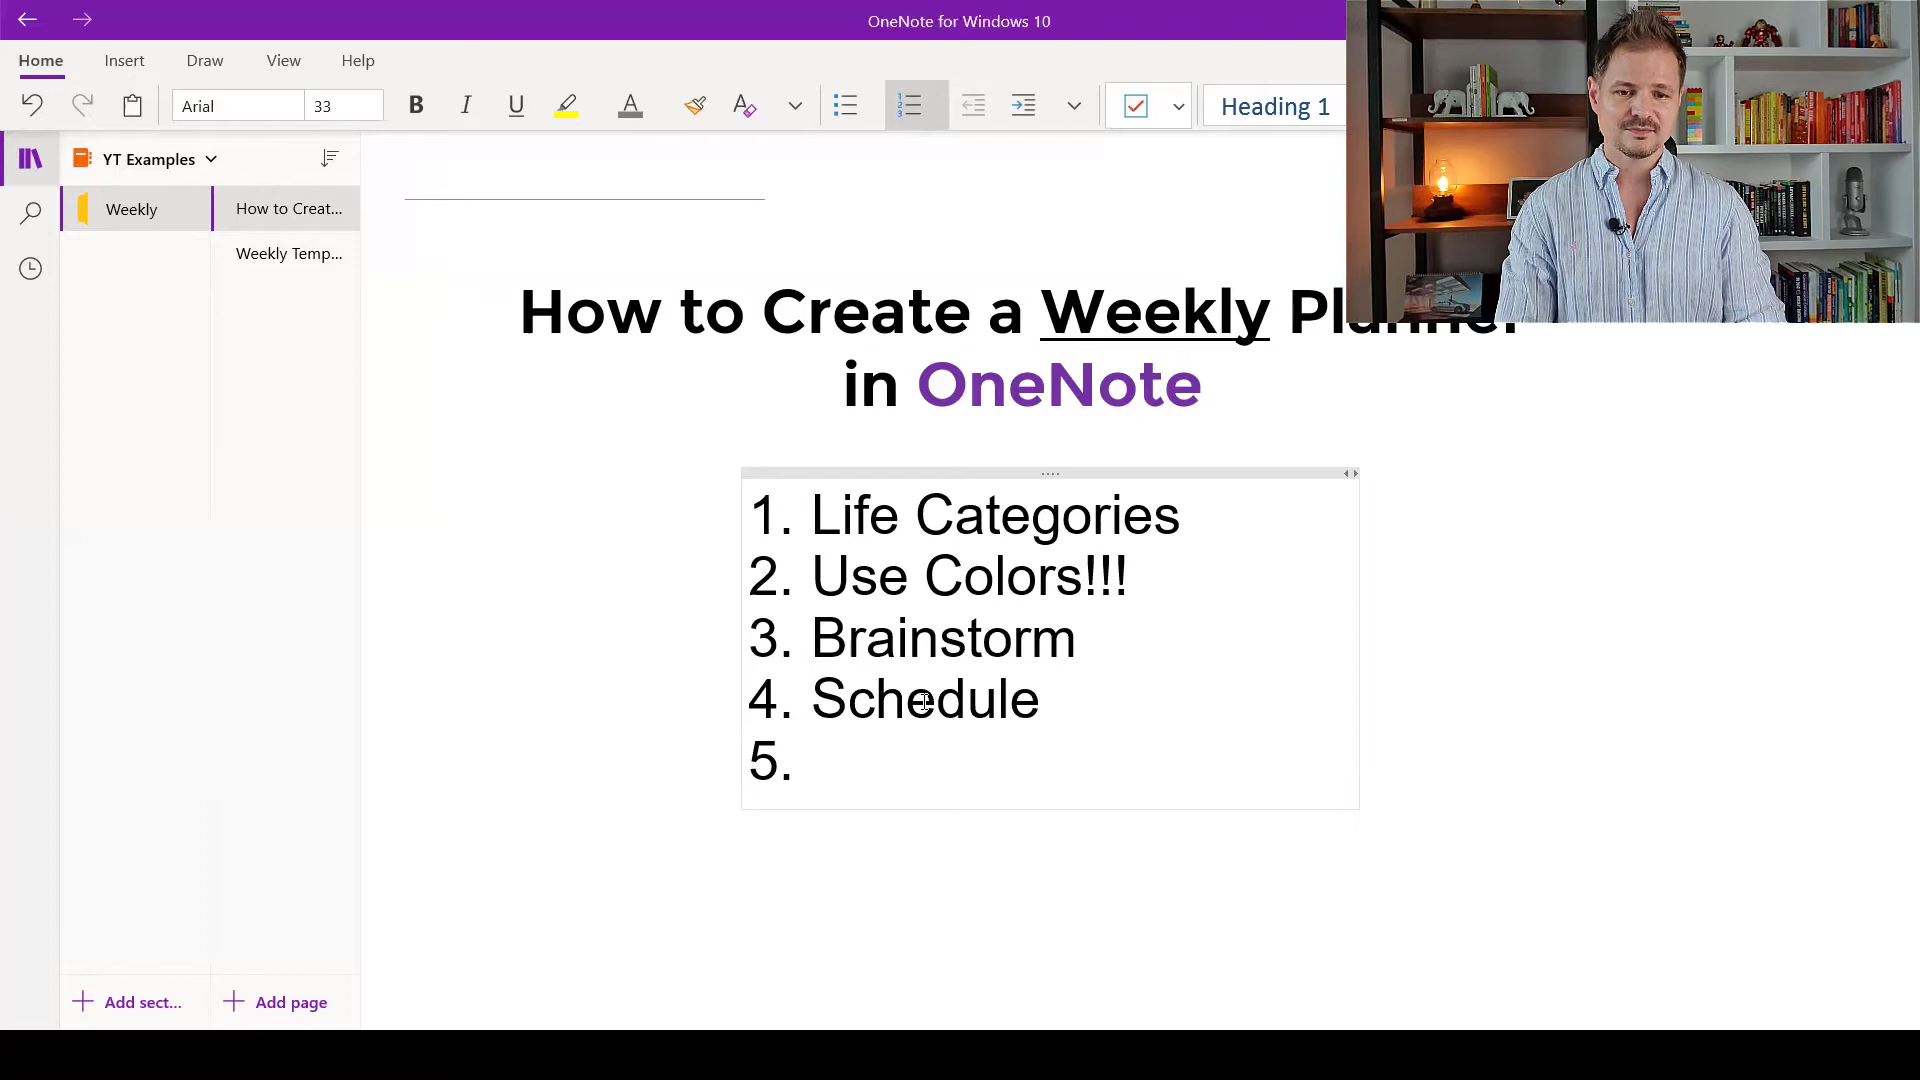 OneNote for Windows 10
Home Insert Draw View Help
Arial 33 B I U A A Heading 1
YT Examples
Weekly
How to Creat...
Weekly Temp...
How to Create a Weekly
in OneNote
1. Life Categories
2. Use Colors!!!
3. Brainstorm
4. Schedule
5.
Add sect...
Add page